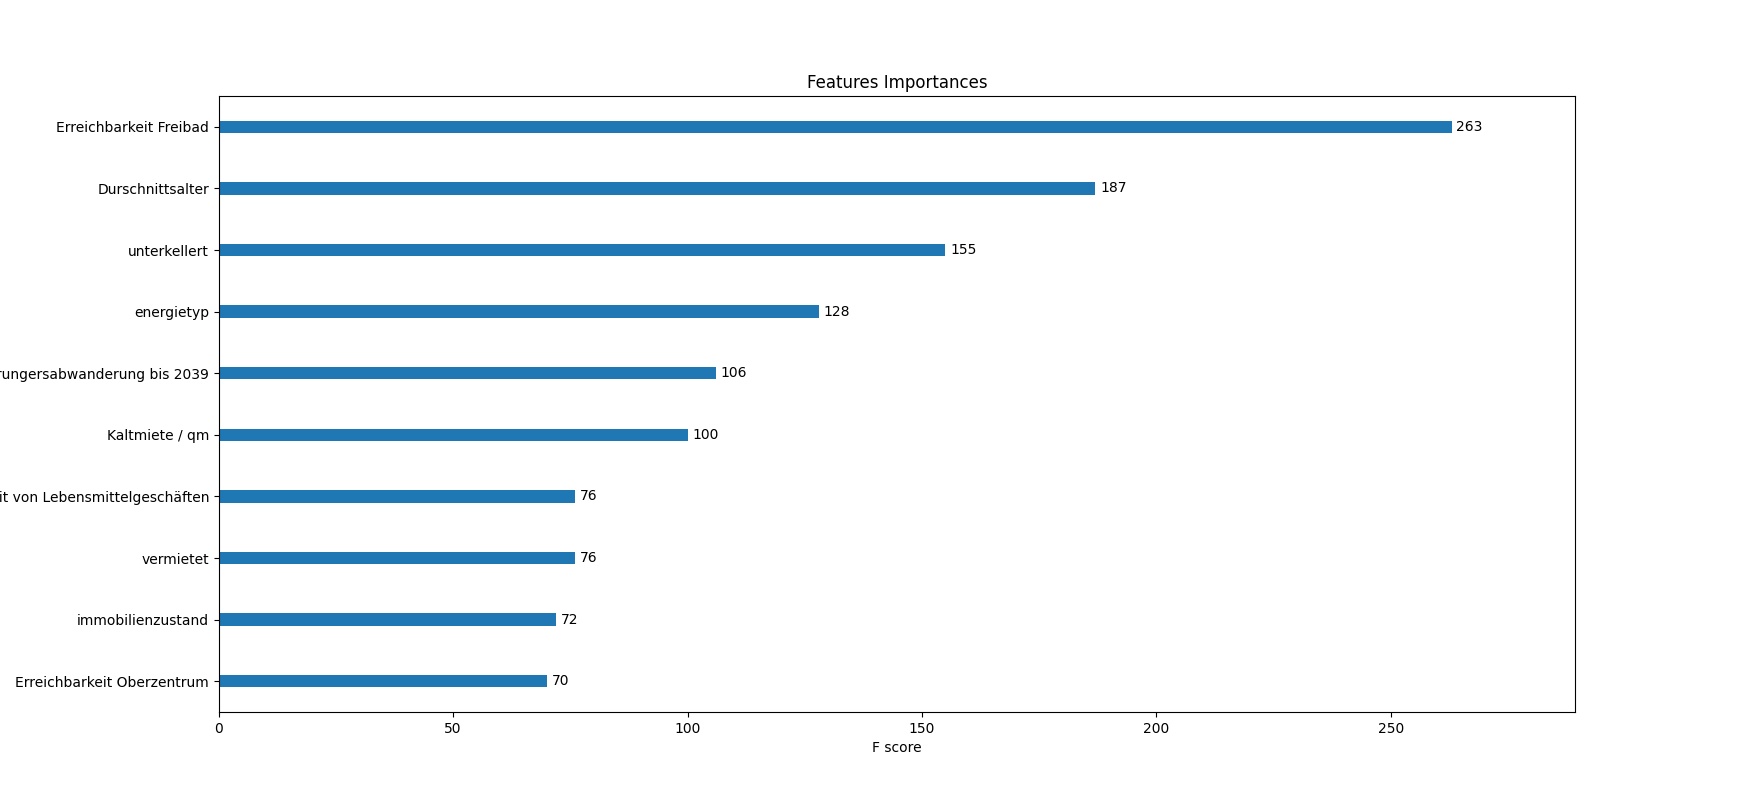 Features Importances
Erreichbarkeit Freibad
263
Durschnittsalter
187
unterkellert
155
energietyp
128
rungersabwanderung bis 2039
106
Kaltmiete / qm
100
it von Lebensmittelgeschäften
76
vermietet
76
immobilienzustand
72
Erreichbarkeit Oberzentrum
70
0 50 100 150 200 250
F score